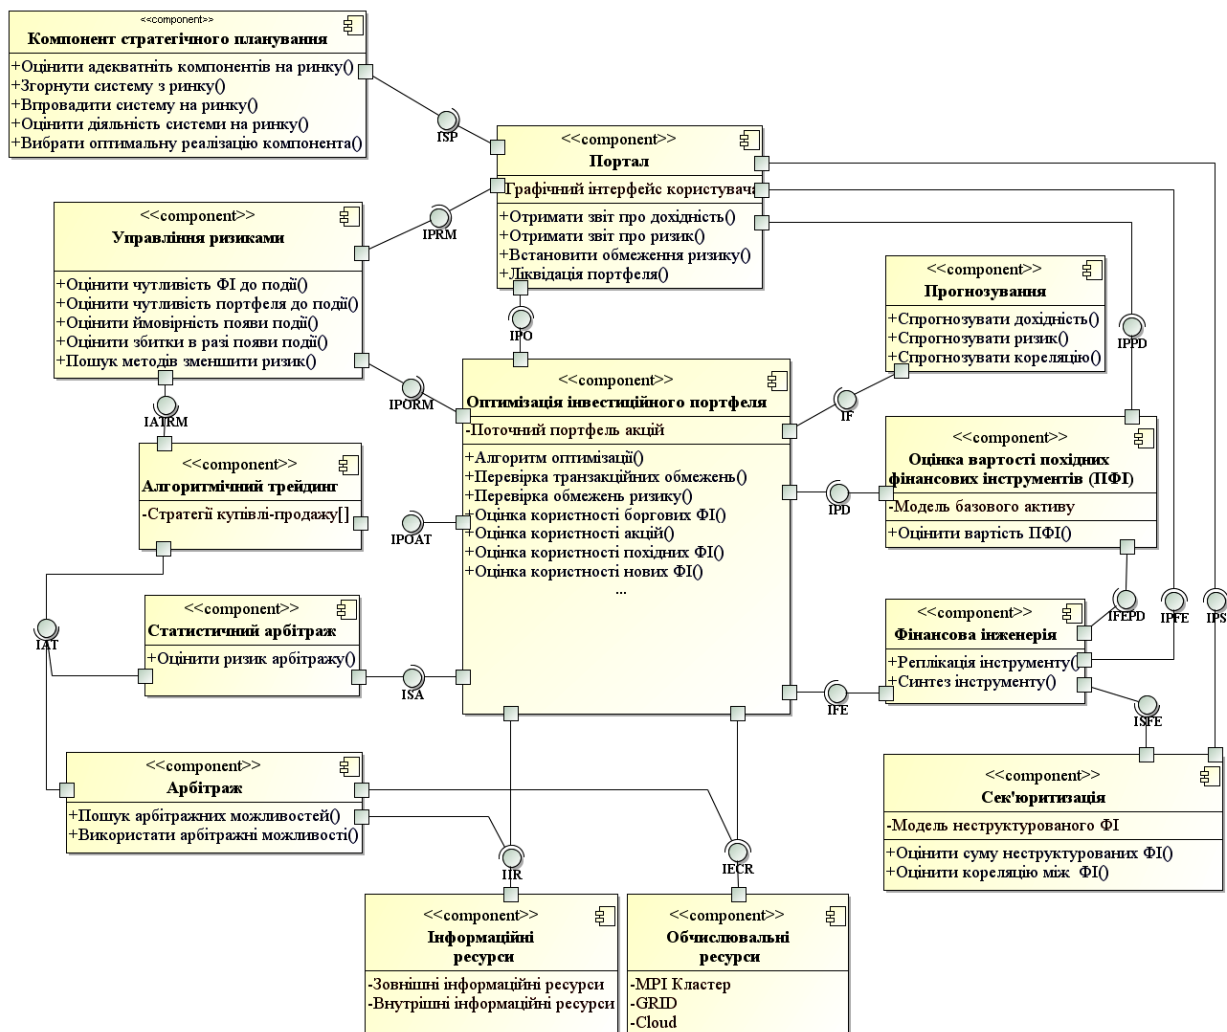 <<component>>
Компонент стратегічного планування
+Оцінити адекватніть компонентів на ринку()
+Згорнути систему з ринку()
+Впровадити систему на ринку()
+Оцінити діяльність системи на ринку()
+Вибрати оптимальну реалізацію компонента()
ISP
<<component>>
Портал
-Графічний інтерфейс користувача
+Отримати звіт про дохідність()
+Отримати звіт про ризик()
+Встановити обмеження ризику()
+Ліквідація портфеля()
<<component>>
Управління ризиками
+Оцінити чутливість ФІ до події()
+Оцінити чутливість портфеля до події()
+Оцінити ймовірність появи події()
+Оцінити збитки в разі появи події()
+Пошук методів зменшити ризик()
IPRM
IPO
IPORM
IATRM
<<component>>
Прогнозування
+Спрогнозувати дохідність()
+Спрогнозувати ризик()
+Спрогнозувати кореляцію()
IPPD
IF
<<component>>
Оптимізація інвестиційного портфеля
-Поточний портфель акцій
+Алгоритм оптимізації()
+Перевірка транзакційних обмежень()
+Перевірка обмежень ризику()
+Оцінка користності боргових ФІ()
+Оцінка користності акцій()
+Оцінка користності похідних ФІ()
+Оцінка користності нових ФІ()
...
<<component>>
Оцінка вартості похідних
фінансових інструментів (ПФІ)
-Модель базового активу
+Оцінити вартість ПФІ()
IPD
<<component>>
Алгоритмічний трейдинг
-Стратегії купівлі-продажу[]
IPOAT
IFEPD
IPFE
IPS
<<component>>
Статистичний арбітраж
+Оцінити ризик арбітражу()
IAT
ISA
<<component>>
Фінансова інженерія
+Реплікація інструменту()
+Синтез інструменту()
IFE
ISFE
<<component>>
Арбітраж
+Пошук арбітражних можливостей()
+Використати арбітражні можливості()
<<component>>
Сек'юритизація
-Модель неструктурованого ФІ
+Оцінити суму неструктурованих ФІ()
+Оцінити кореляцію між ФІ()
IIR
IECR
<<component>>
Інформаційні
ресурси
-Зовнішні інформаційні ресурси
-Внутрішні інформаційні ресурси
<<component>>
Обчислювальні
ресурси
-MPI Кластер
-GRID
-Cloud